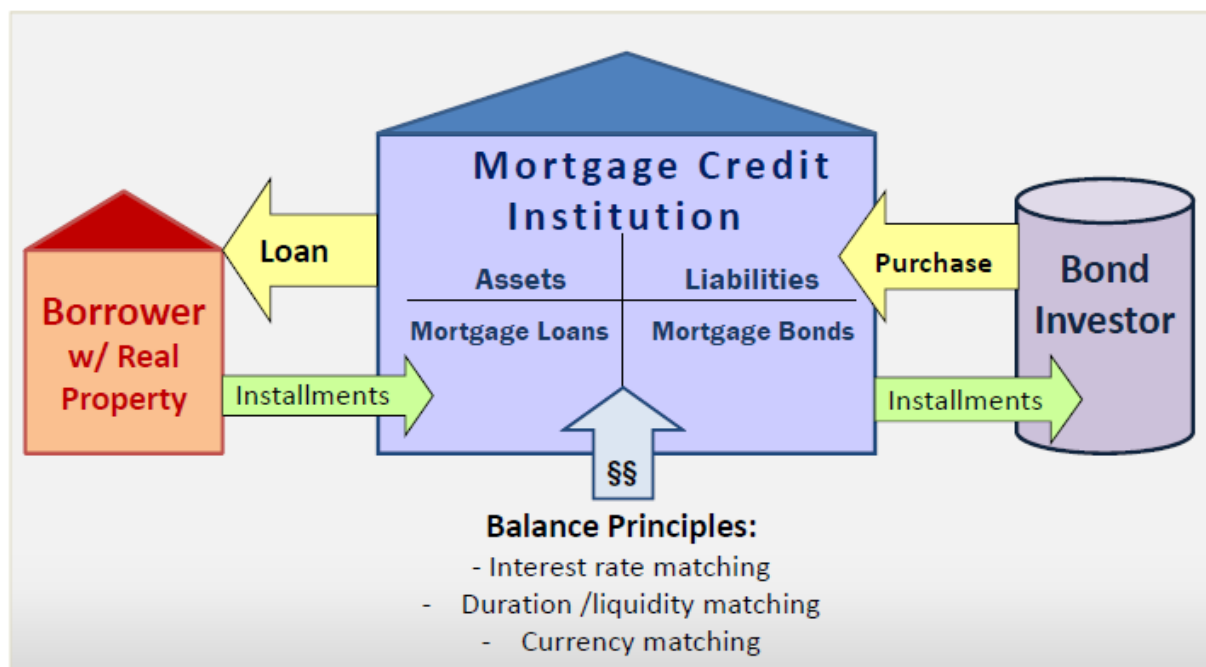 Mortgage Credit
Institution
Loan
Purchase
Assets
Liabilities
Mortgage Loans
Mortgage Bonds
Borrower
w/ Real
Property
Bond
Investor
Installments
Installments
§§
Balance Principles:
- Interest rate matching
- Duration /liquidity matching
- Currency matching